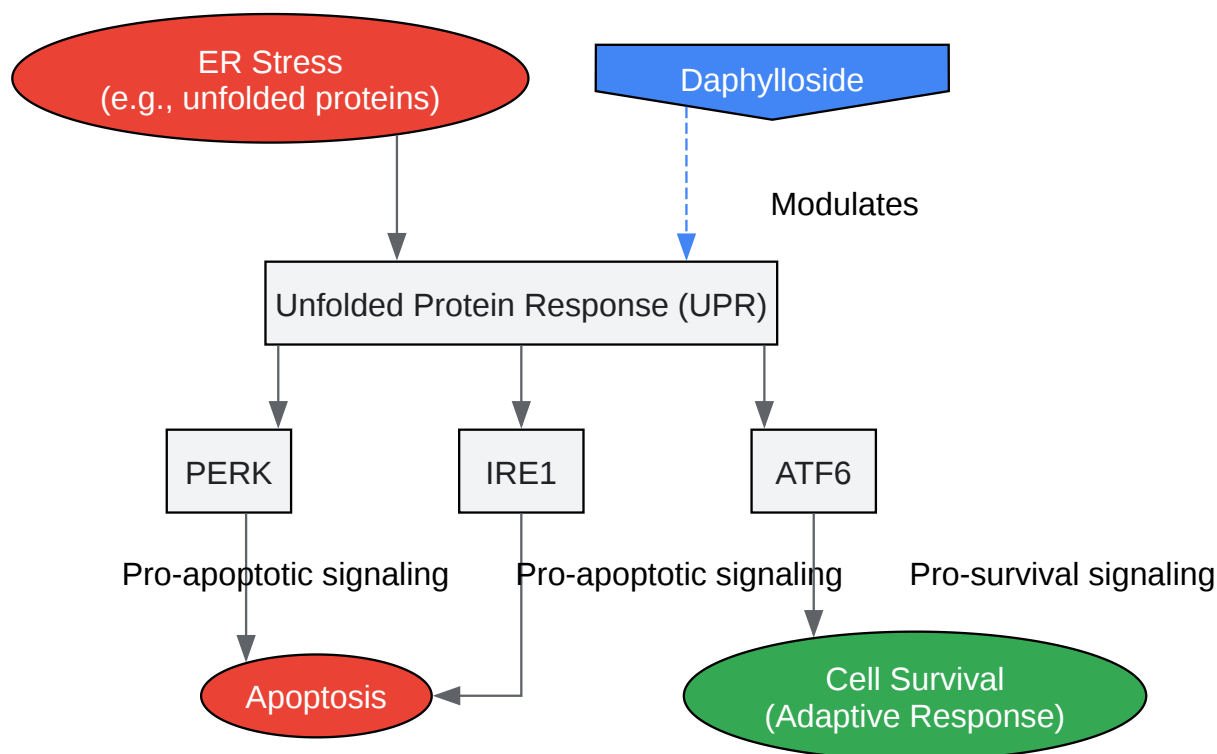 ER Stress
(e.g., unfolded proteins)
Daphylloside
Modulates
Unfolded Protein Response (UPR)
PERK
IRE1
ATF6
Pro-apoptotic signaling
Pro-apoptotic signaling
Pro-survival signaling
Apoptosis
Cell Survival
(Adaptive Response)